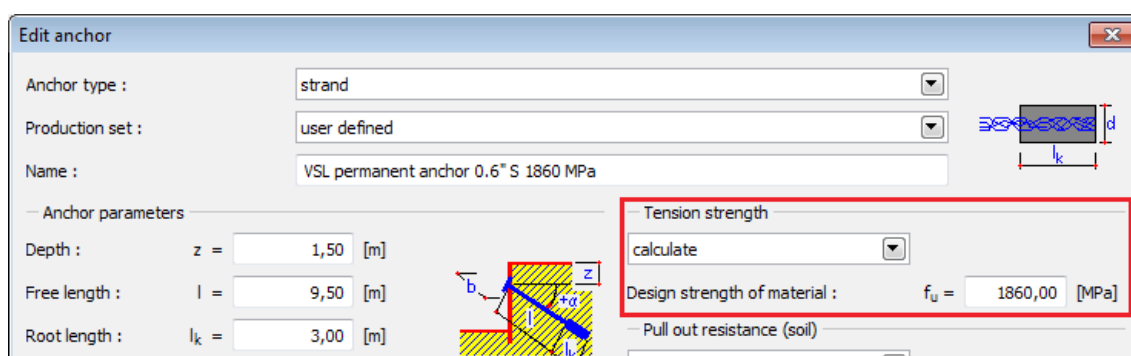 Edit anchor
Anchor type : strand
Production set : user defined d
Name : VSL permanent anchor 0.6" S 1860 MPa lk
Anchor parameters Tension strength
Depth : z = 1,50 [m] z calculate
Free length : l = 9,50 [m] b +α l Design strength of material : fu = 1860,00 [MPa]
Root length : lk = 3,00 [m] lk Pull out resistance (soil)